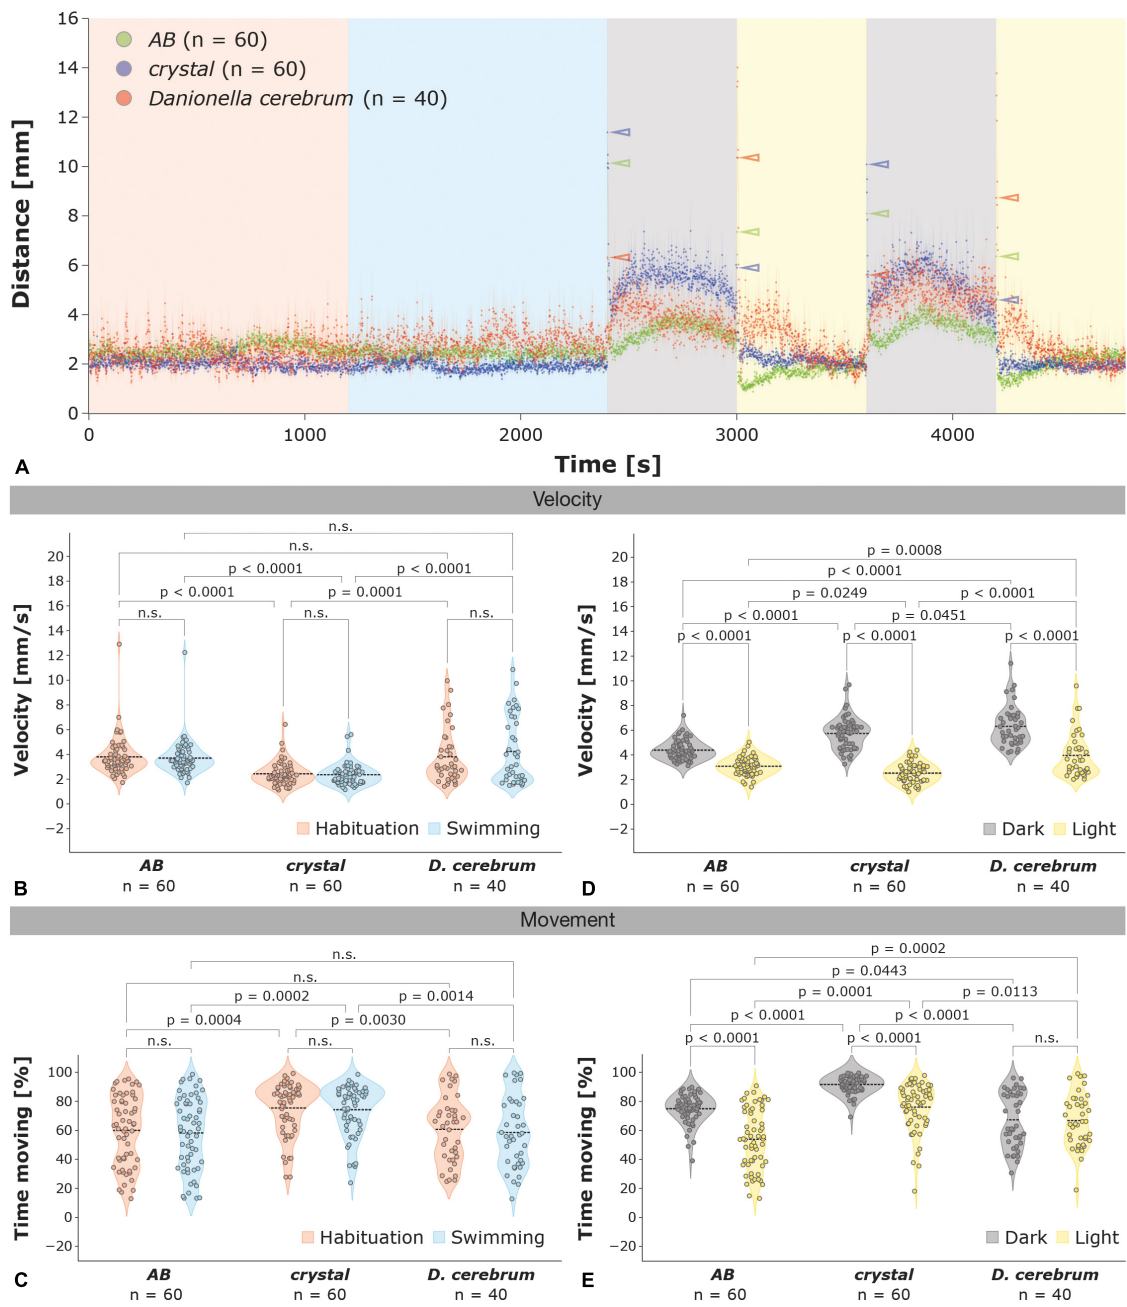 16
14
12
10
8
6
4
2
0
Distance [mm]
AB (n = 60)
crystal (n = 60)
Danionella cerebrum (n = 40)
0 1000 2000 3000 4000
Time [s]
A
Velocity
n.s.
n.s.
p < 0.0001 p < 0.0001
p < 0.0001 p = 0.0001
n.s. n.s. n.s.
20
18
16
14
12
10
8
6
4
2
0
−2
Velocity [mm/s]
Habituation Swimming
AB crystal D. cerebrum
n = 60 n = 60 n = 40
B
p = 0.0008
p < 0.0001
p = 0.0249 p < 0.0001
p < 0.0001 p = 0.0451
p < 0.0001 p < 0.0001 p < 0.0001
20
18
16
14
12
10
8
6
4
2
0
−2
Velocity [mm/s]
Dark Light
AB crystal D. cerebrum
n = 60 n = 60 n = 40
D
Movement
n.s.
n.s.
p = 0.0002 p = 0.0014
p = 0.0004 p = 0.0030
n.s. n.s. n.s.
100
80
60
40
20
0
−20
Time moving [%]
Habituation Swimming
AB crystal D. cerebrum
n = 60 n = 60 n = 40
C
p = 0.0002
p = 0.0443
p = 0.0001 p = 0.0113
p < 0.0001 p < 0.0001
p < 0.0001 p < 0.0001 n.s.
100
80
60
40
20
0
−20
Time moving [%]
Dark Light
AB crystal D. cerebrum
n = 60 n = 60 n = 40
E